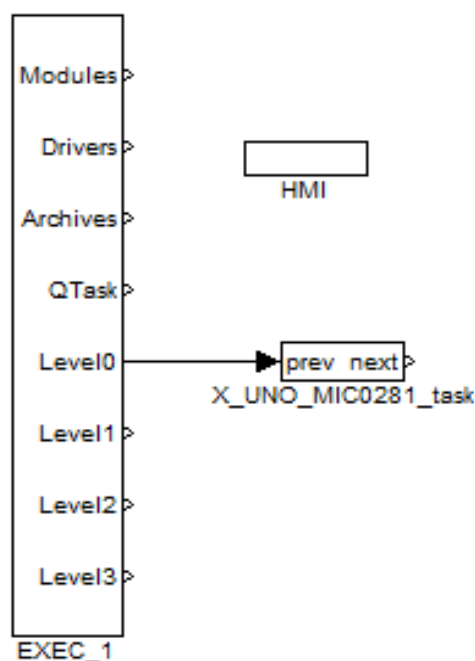 Modules
Drivers
HMI
Archives
QTask
Level0
prev next
X_UNO_MIC0281_task
Level1
Level2
Level3
EXEC_1